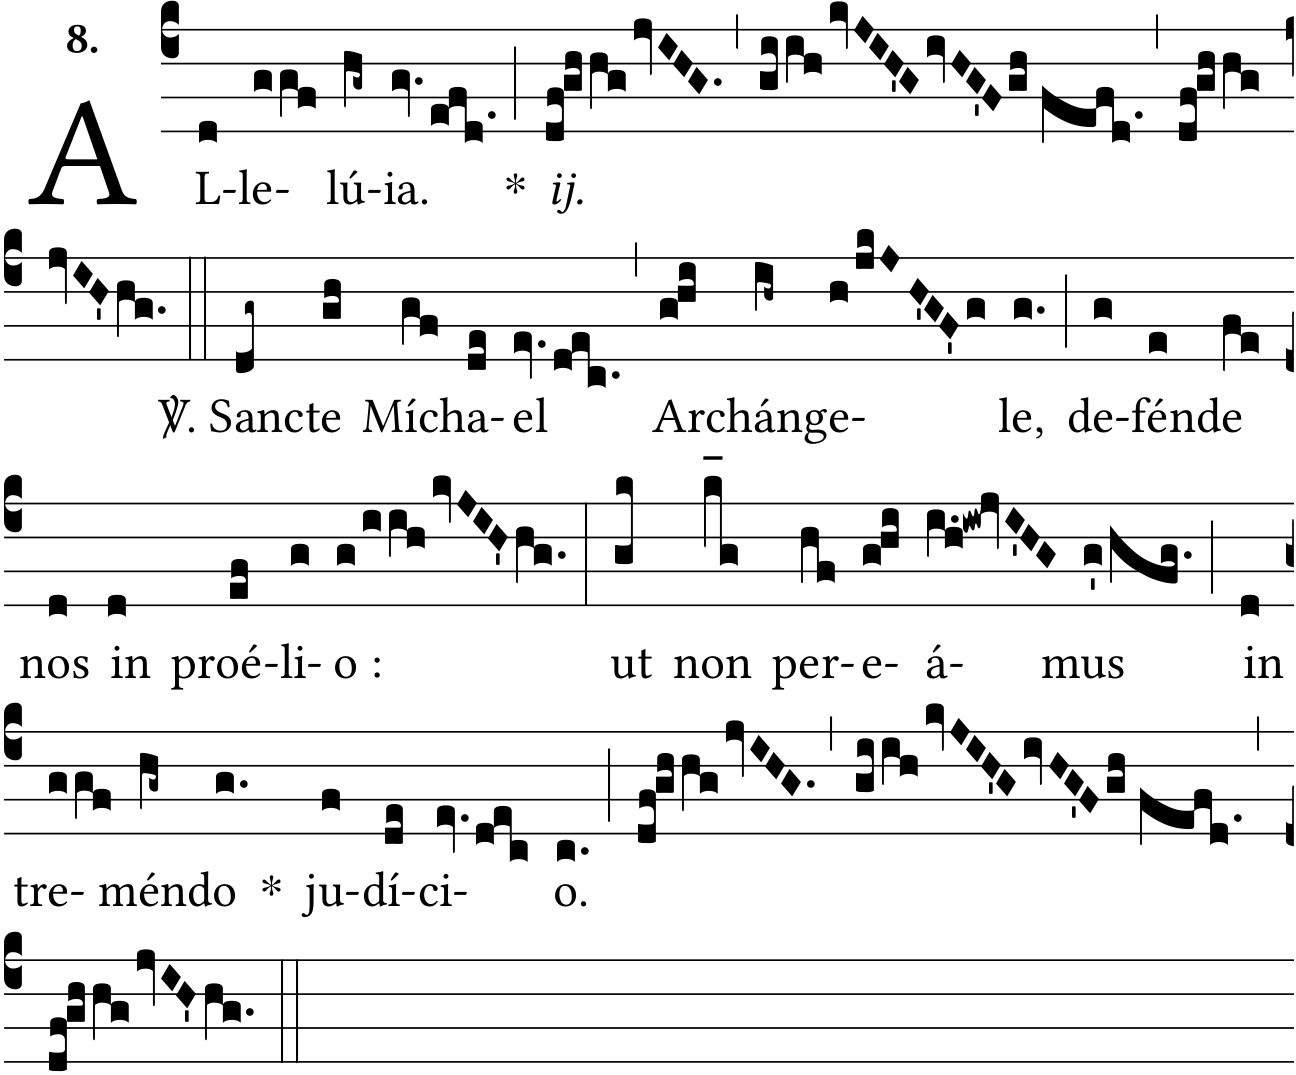 8.
AL-le- lú-ia. * ij.
℣. Sancte Mícha-el Archánge- le, de-fénde
nos in proé-li-o : ut non per-e- á- mus in
tre- méndo * ju-dí-ci- o.